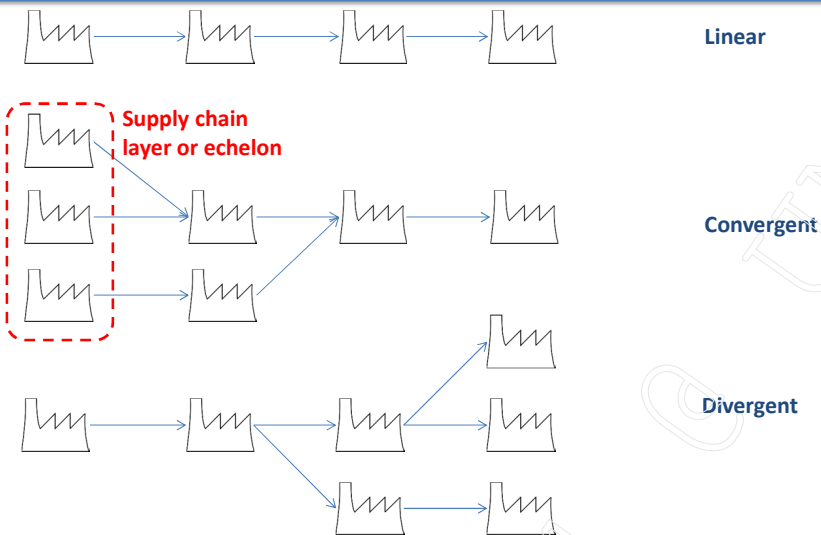 Linear
Supply chain
layer or echelon
Convergent
Divergent